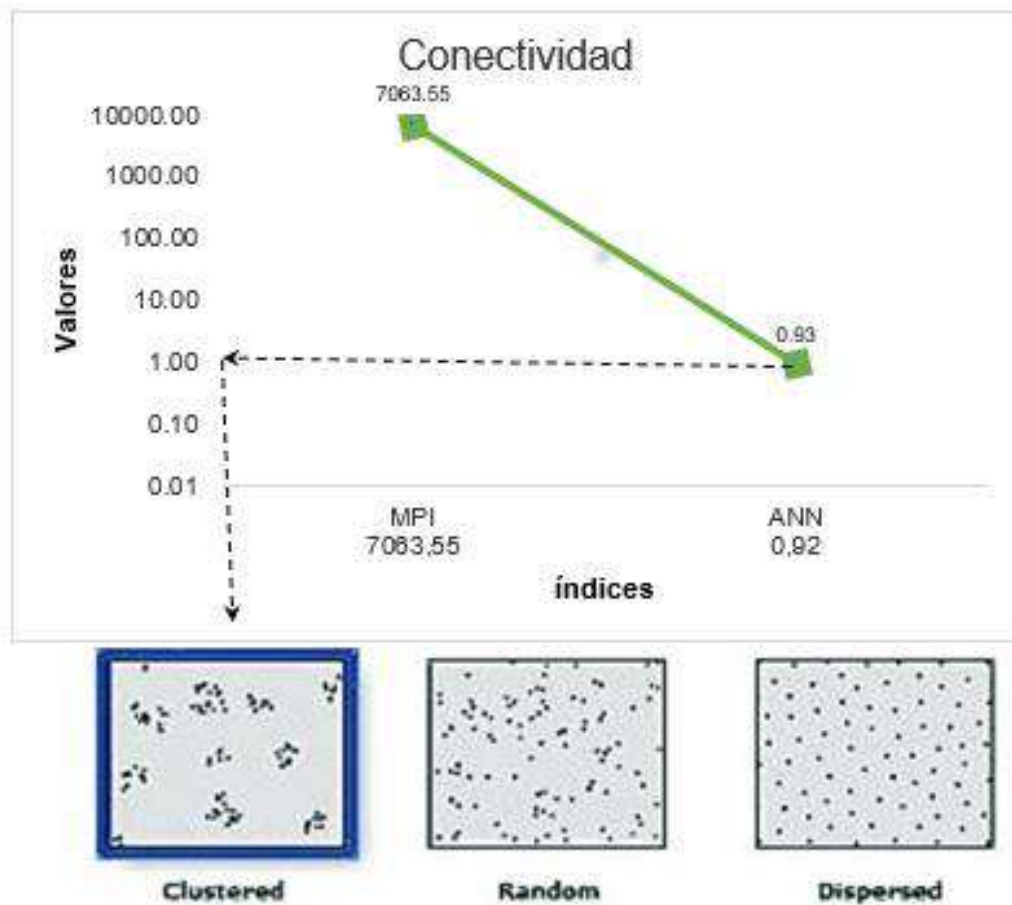 Conectividad
7063.55
10000.00
1000.00
100.00
10.00
1.00
0.10
0.01
Valores
0.93
MPI
7063,55
ANN
0,92
índices
Clustered
Random
Dispersed